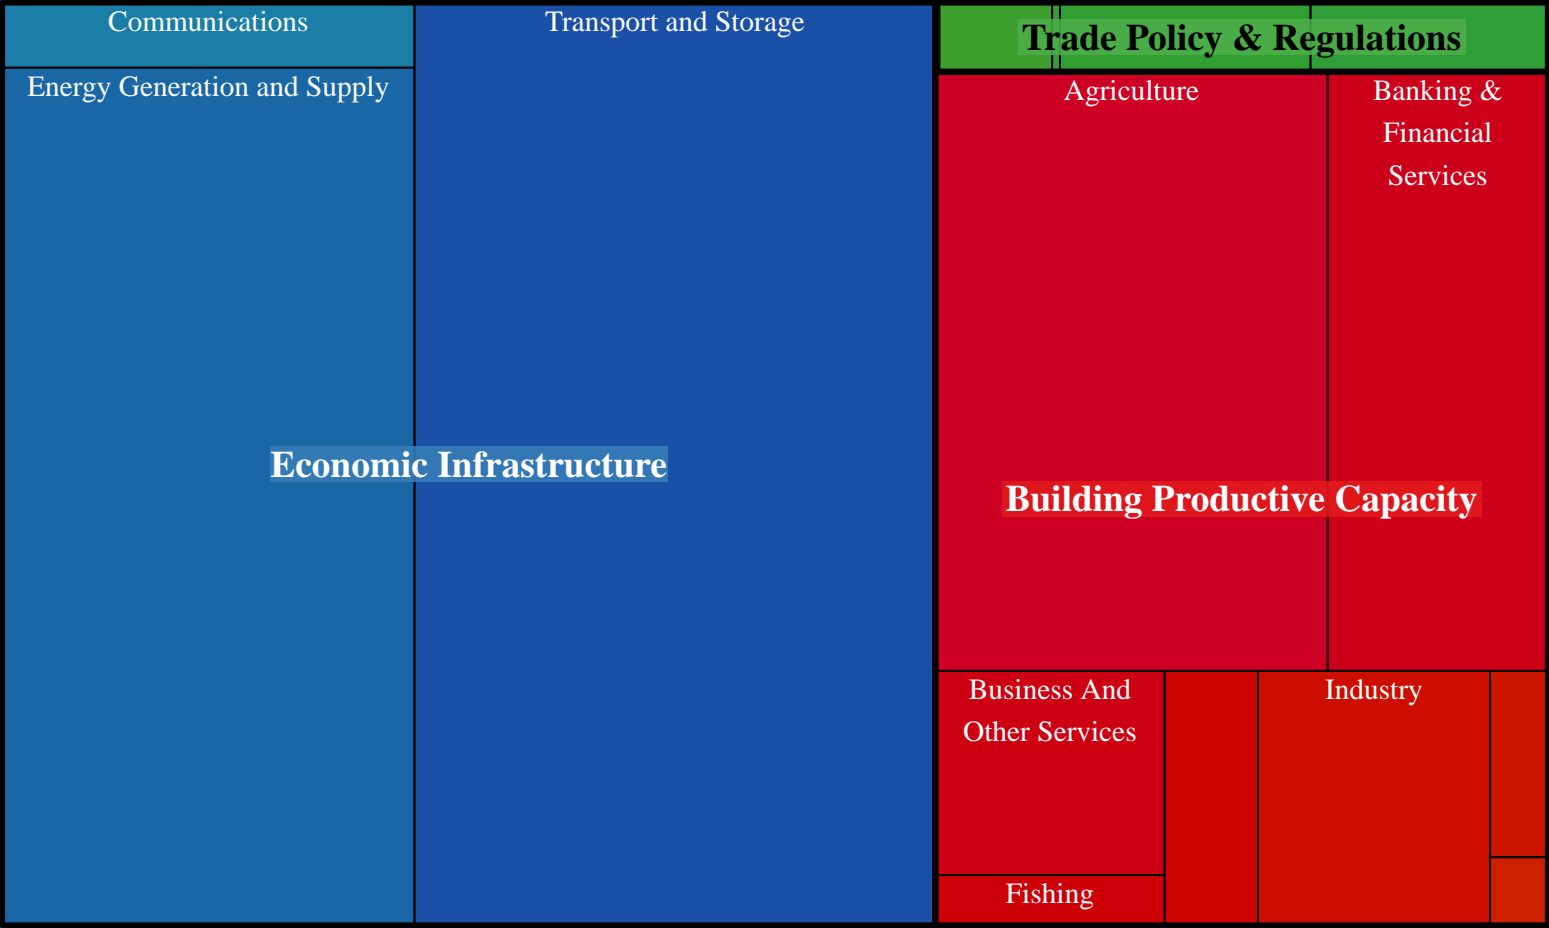 Communications
Transport and Storage
Trade Policy & Regulations
Energy Generation and Supply
Agriculture
Banking &
Financial
Services
Economic Infrastructure
Building Productive Capacity
Business And
Other Services
Industry
Fishing